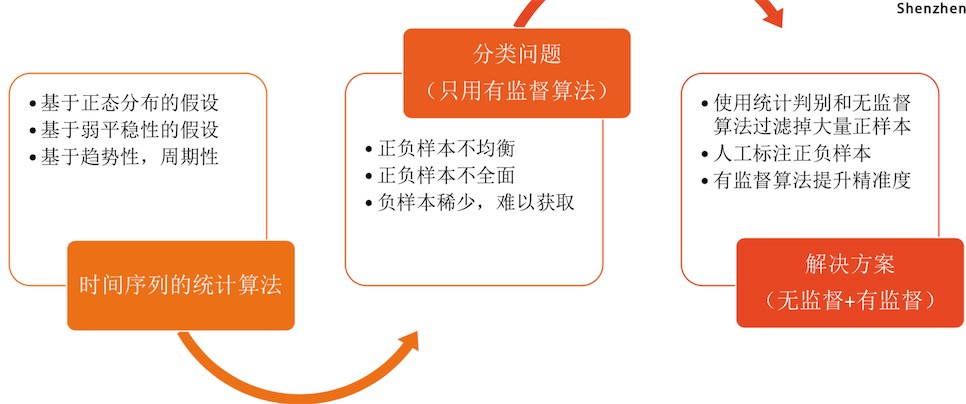 Shenzhen
• 基于正态分布的假设
• 基于弱平稳性的假设
• 基于趋势性，周期性
时间序列的统计算法
分类问题
（只用有监督算法）
• 正负样本不均衡
• 正负样本不全面
• 负样本稀少，难以获取
• 使用统计判别和无监督
算法过滤掉大量正样本
• 人工标注正负样本
• 有监督算法提升精准度
解决方案
（无监督+有监督）